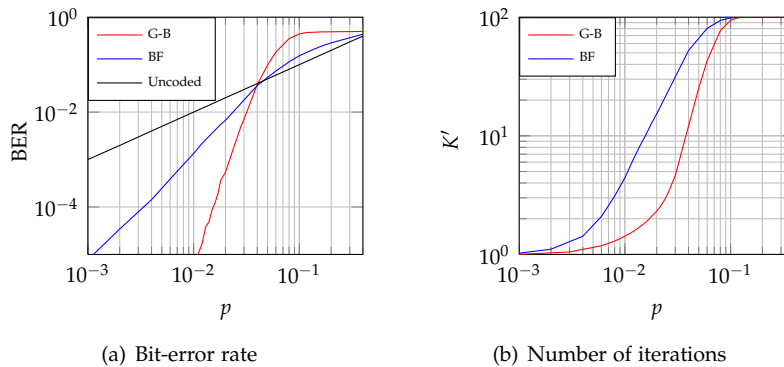 10^0
10^−2
10^−4
BER
G-B
BF
Uncoded
10^−3
10^−2
10^−1
p
(a) Bit-error rate
10^2
10^1
10^0
K′
G-B
BF
10^−3
10^−2
10^−1
p
(b) Number of iterations